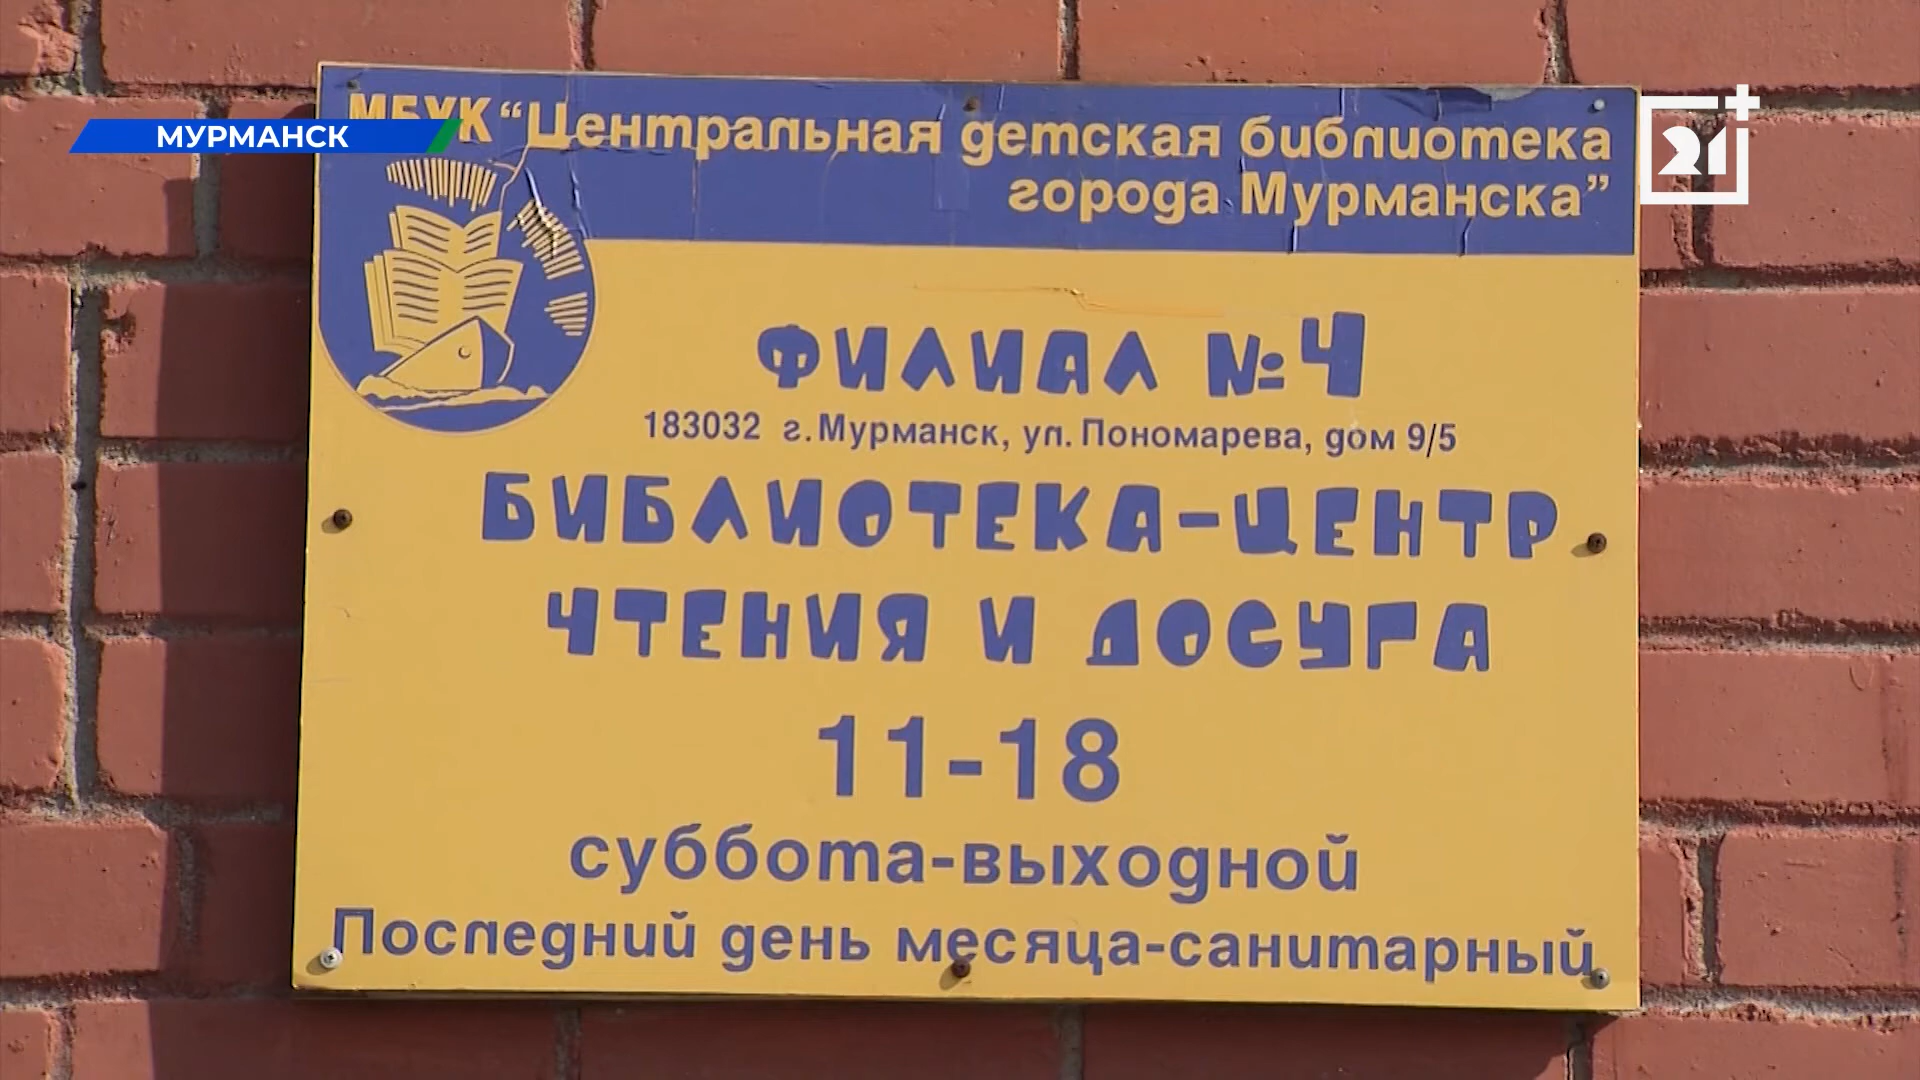 МУРМАНСК
21+
МБУК “Центральная детская библиотека
города Мурманска”
ФИЛИАЛ №4
183032 г.Мурманск, ул.Пономарева, дом 9/5
БИБЛИОТЕКА-ЦЕНТР
ЧТЕНИЯ И ДОСУГА
11-18
суббота-выходной
Последний день месяца-санитарный